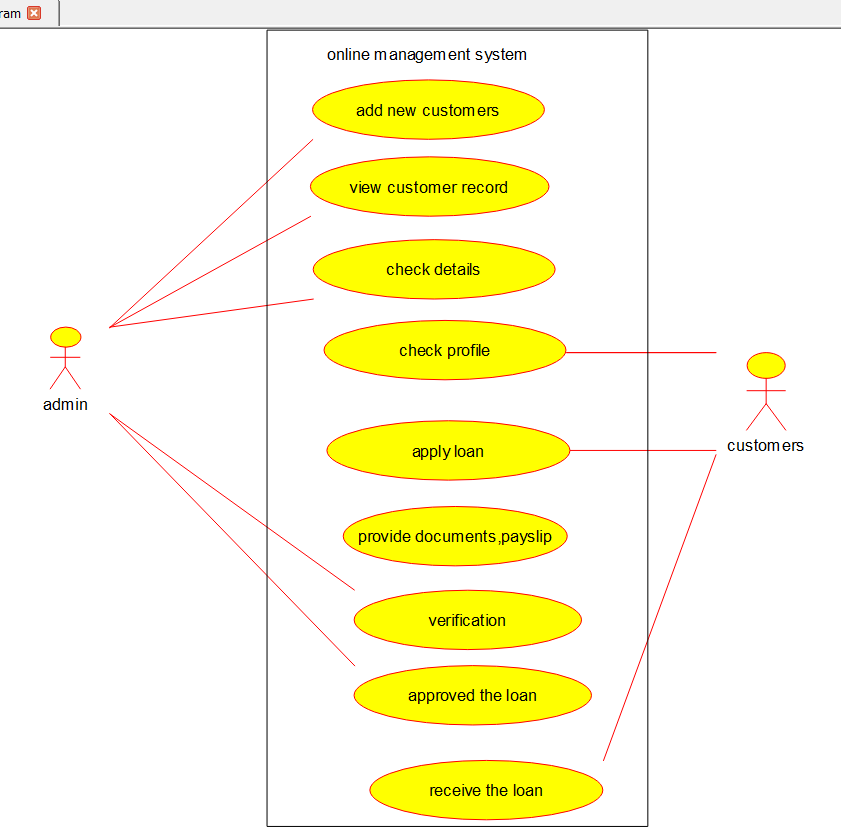 ram
online management system
add new customers
view customer record
check details
check profile
admin
apply loan
customers
provide documents,payslip
verification
approved the loan
receive the loan